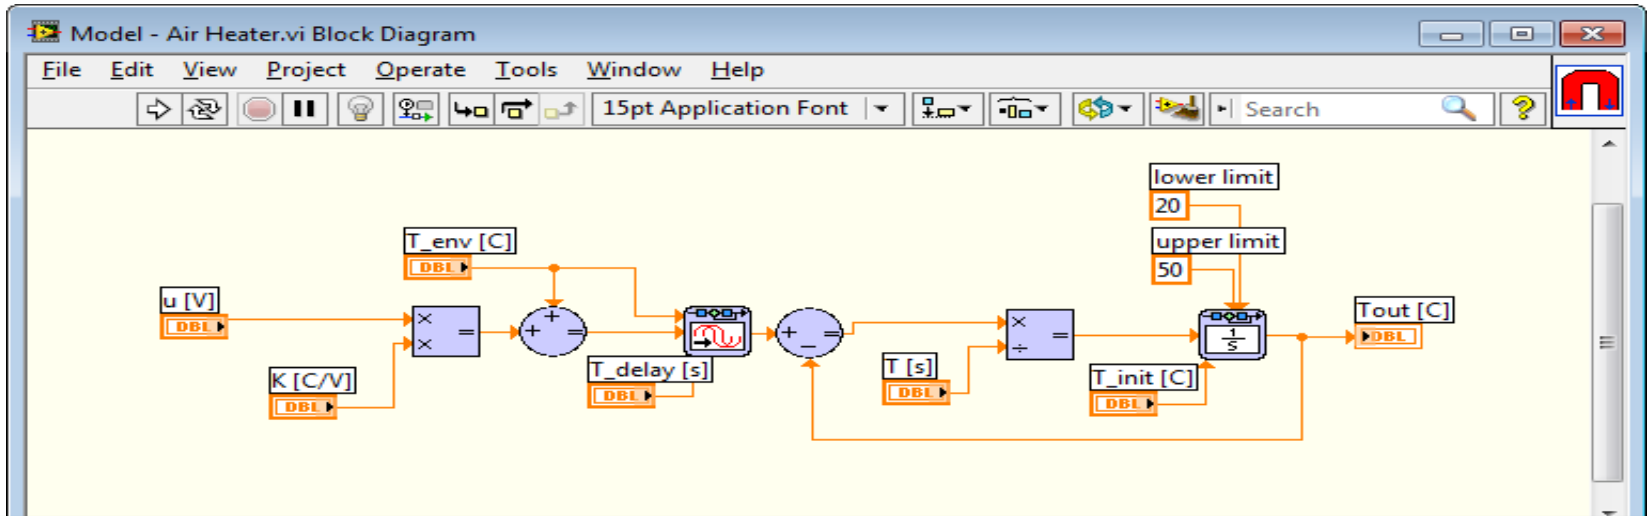 Model - Air Heater.vi Block Diagram
File Edit View Project Operate Tools Window Help
15pt Application Font Search
lower limit
20
T_env [C]
upper limit
DBL
50
u [V]
Tout [C]
DBL
× = + + = + - = × ÷ = 1/s
DBL
×
T_delay [s]
T [s]
K [C/V]
T_init [C]
DBL
DBL
DBL
DBL